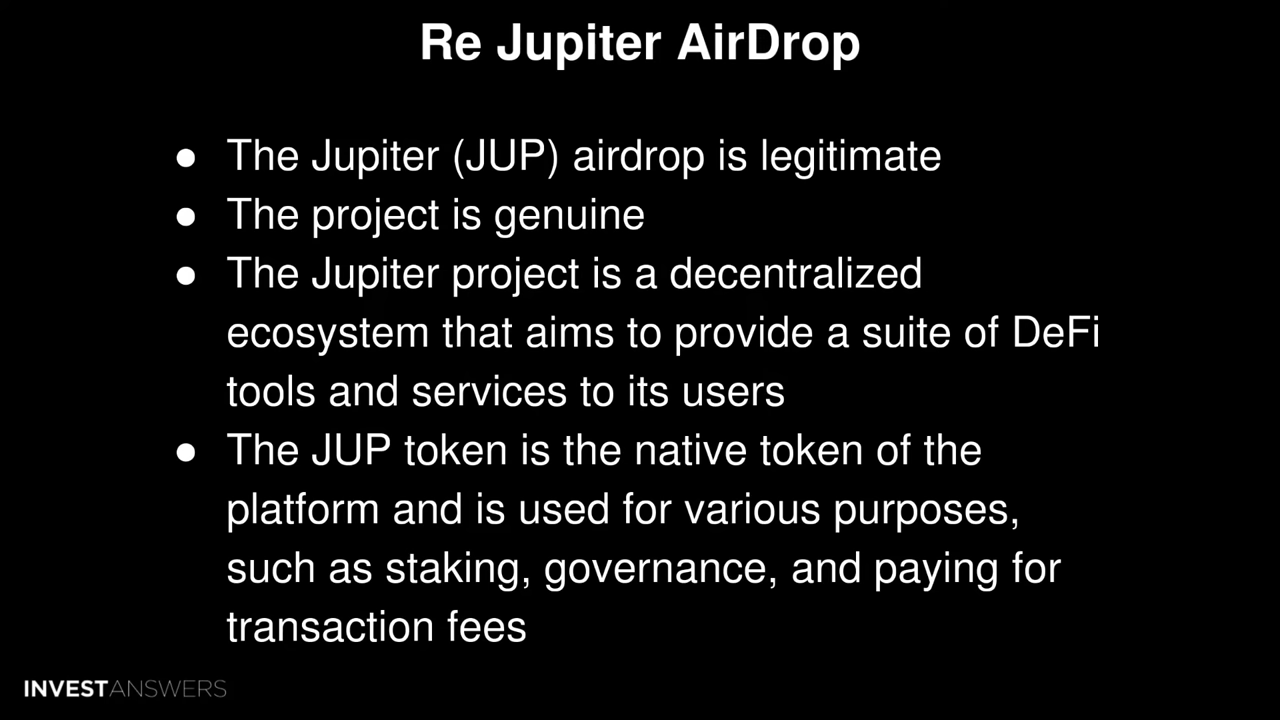 Re Jupiter AirDrop
● The Jupiter (JUP) airdrop is legitimate
● The project is genuine
● The Jupiter project is a decentralized
ecosystem that aims to provide a suite of DeFi
tools and services to its users
● The JUP token is the native token of the
platform and is used for various purposes,
such as staking, governance, and paying for
transaction fees
INVESTANSWERS